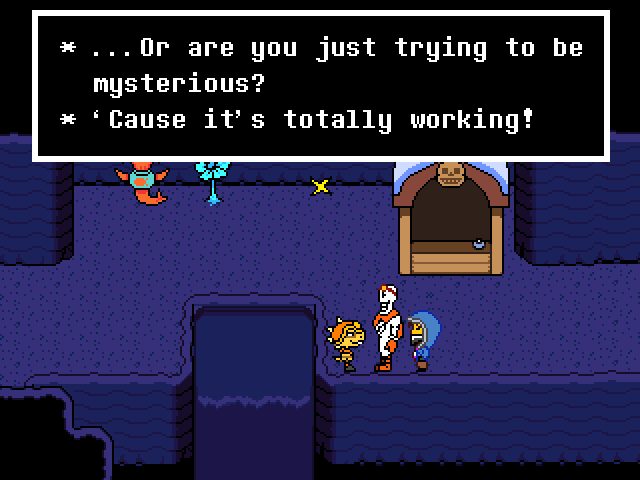 * ...Or are you just trying to be
mysterious?
* ‘Cause it’s totally working!